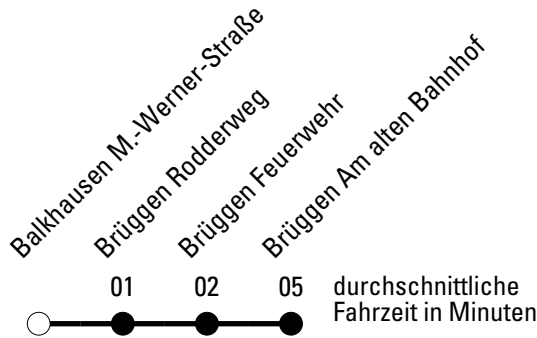 Balkhausen M.-Werner-Straße
Brüggen Rodderweg
Brüggen Feuerwehr
Brüggen Am alten Bahnhof
01 02 05 durchschnittliche
Fahrzeit in Minuten